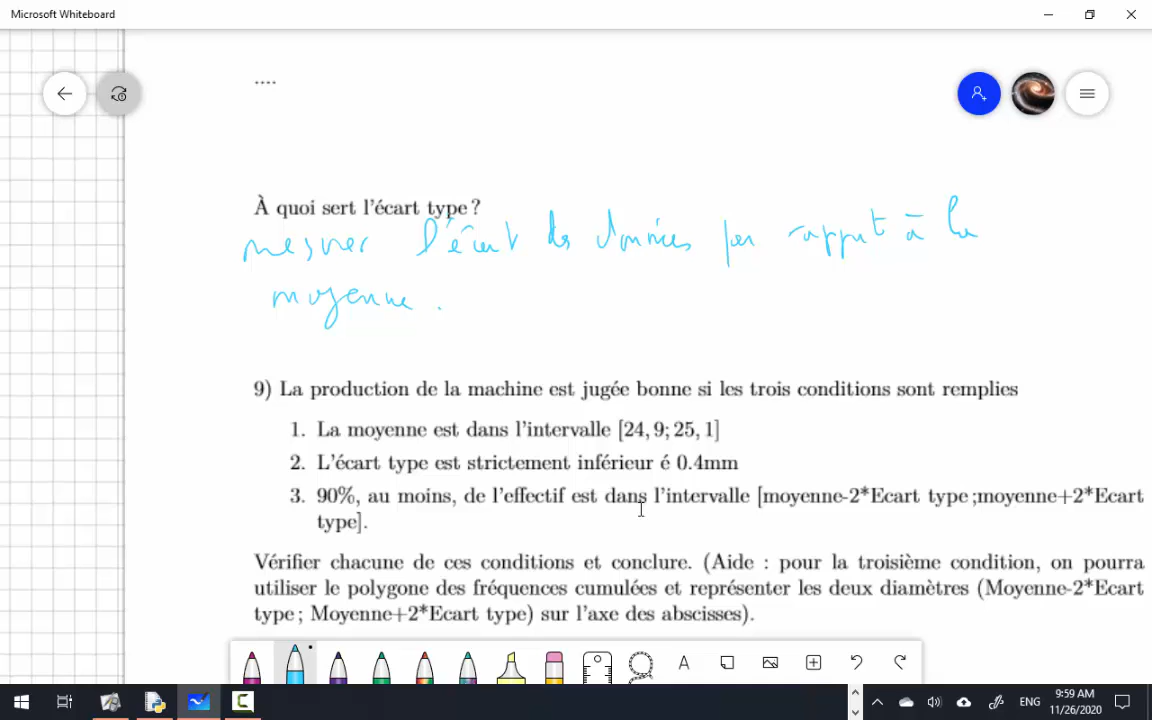 Microsoft Whiteboard
....
À quoi sert l'écart type ?
mesurer l'écart des données par rapport à la
moyenne .
9) La production de la machine est jugée bonne si les trois conditions sont remplies
1. La moyenne est dans l'intervalle [24, 9; 25, 1]
2. L'écart type est strictement inférieur é 0.4mm
3. 90%, au moins, de l'effectif est dans l'intervalle [moyenne-2*Ecart type ;moyenne+2*Ecart
type].
Vérifier chacune de ces conditions et conclure. (Aide : pour la troisième condition, on pourra
utiliser le polygone des fréquences cumulées et représenter les deux diamètres (Moyenne-2*Ecart
type ; Moyenne+2*Ecart type) sur l'axe des abscisses).
A
ENG
9:59 AM
11/26/2020